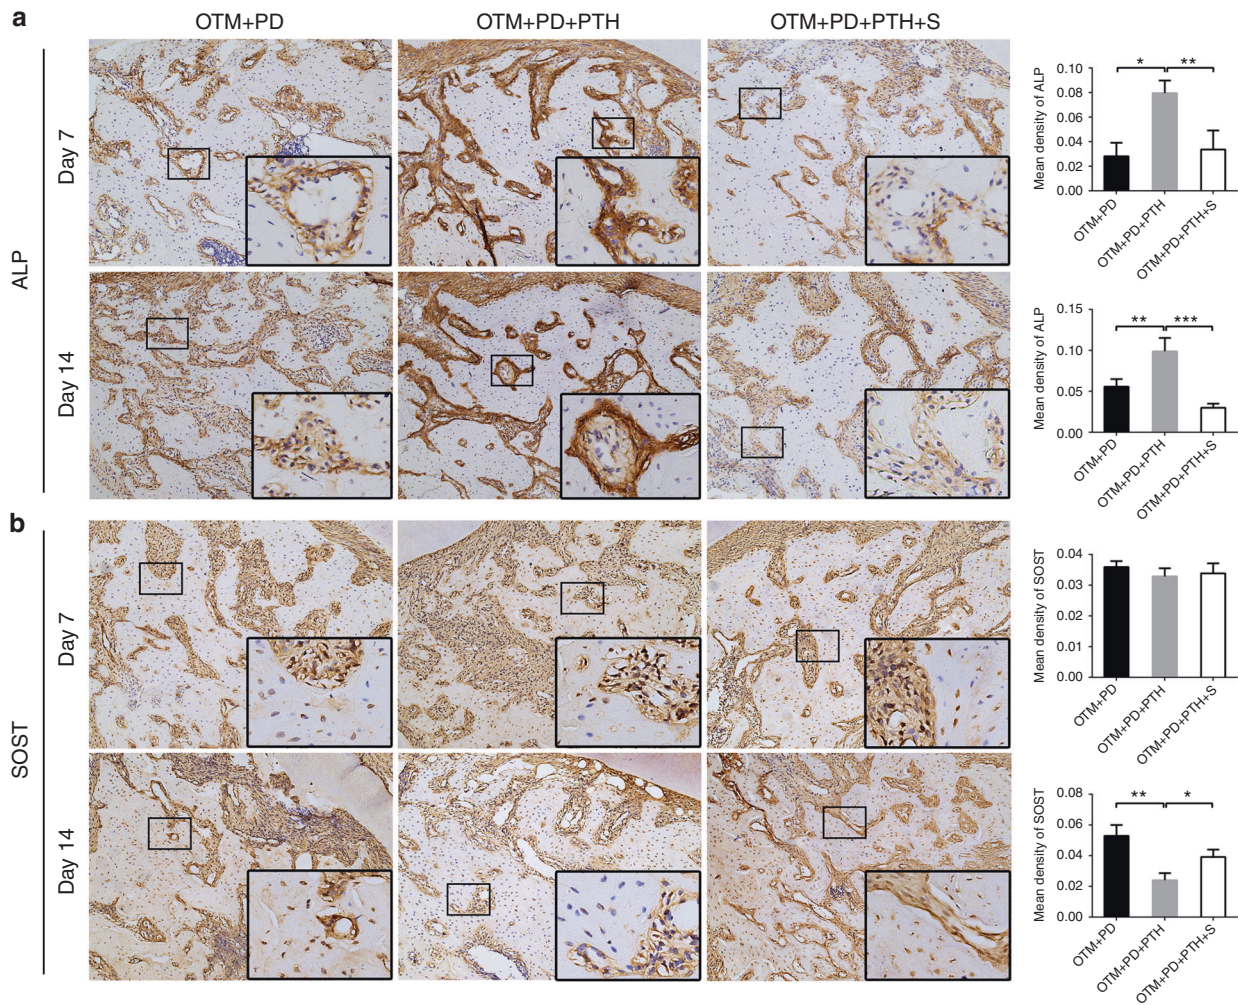 a
OTM+PD
OTM+PD+PTH
OTM+PD+PTH+S
ALP
Day 7
Day 14
Mean density of ALP
0.10
0.08
0.06
0.04
0.02
0.00
* **
OTM+PD
OTM+PD+PTH
OTM+PD+PTH+S
Mean density of ALP
0.15
0.10
0.05
0.00
** ***
OTM+PD
OTM+PD+PTH
OTM+PD+PTH+S
b
SOST
Day 7
Day 14
Mean density of SOST
0.04
0.03
0.02
0.01
0.00
OTM+PD
OTM+PD+PTH
OTM+PD+PTH+S
Mean density of SOST
0.08
0.06
0.04
0.02
0.00
** *
OTM+PD
OTM+PD+PTH
OTM+PD+PTH+S